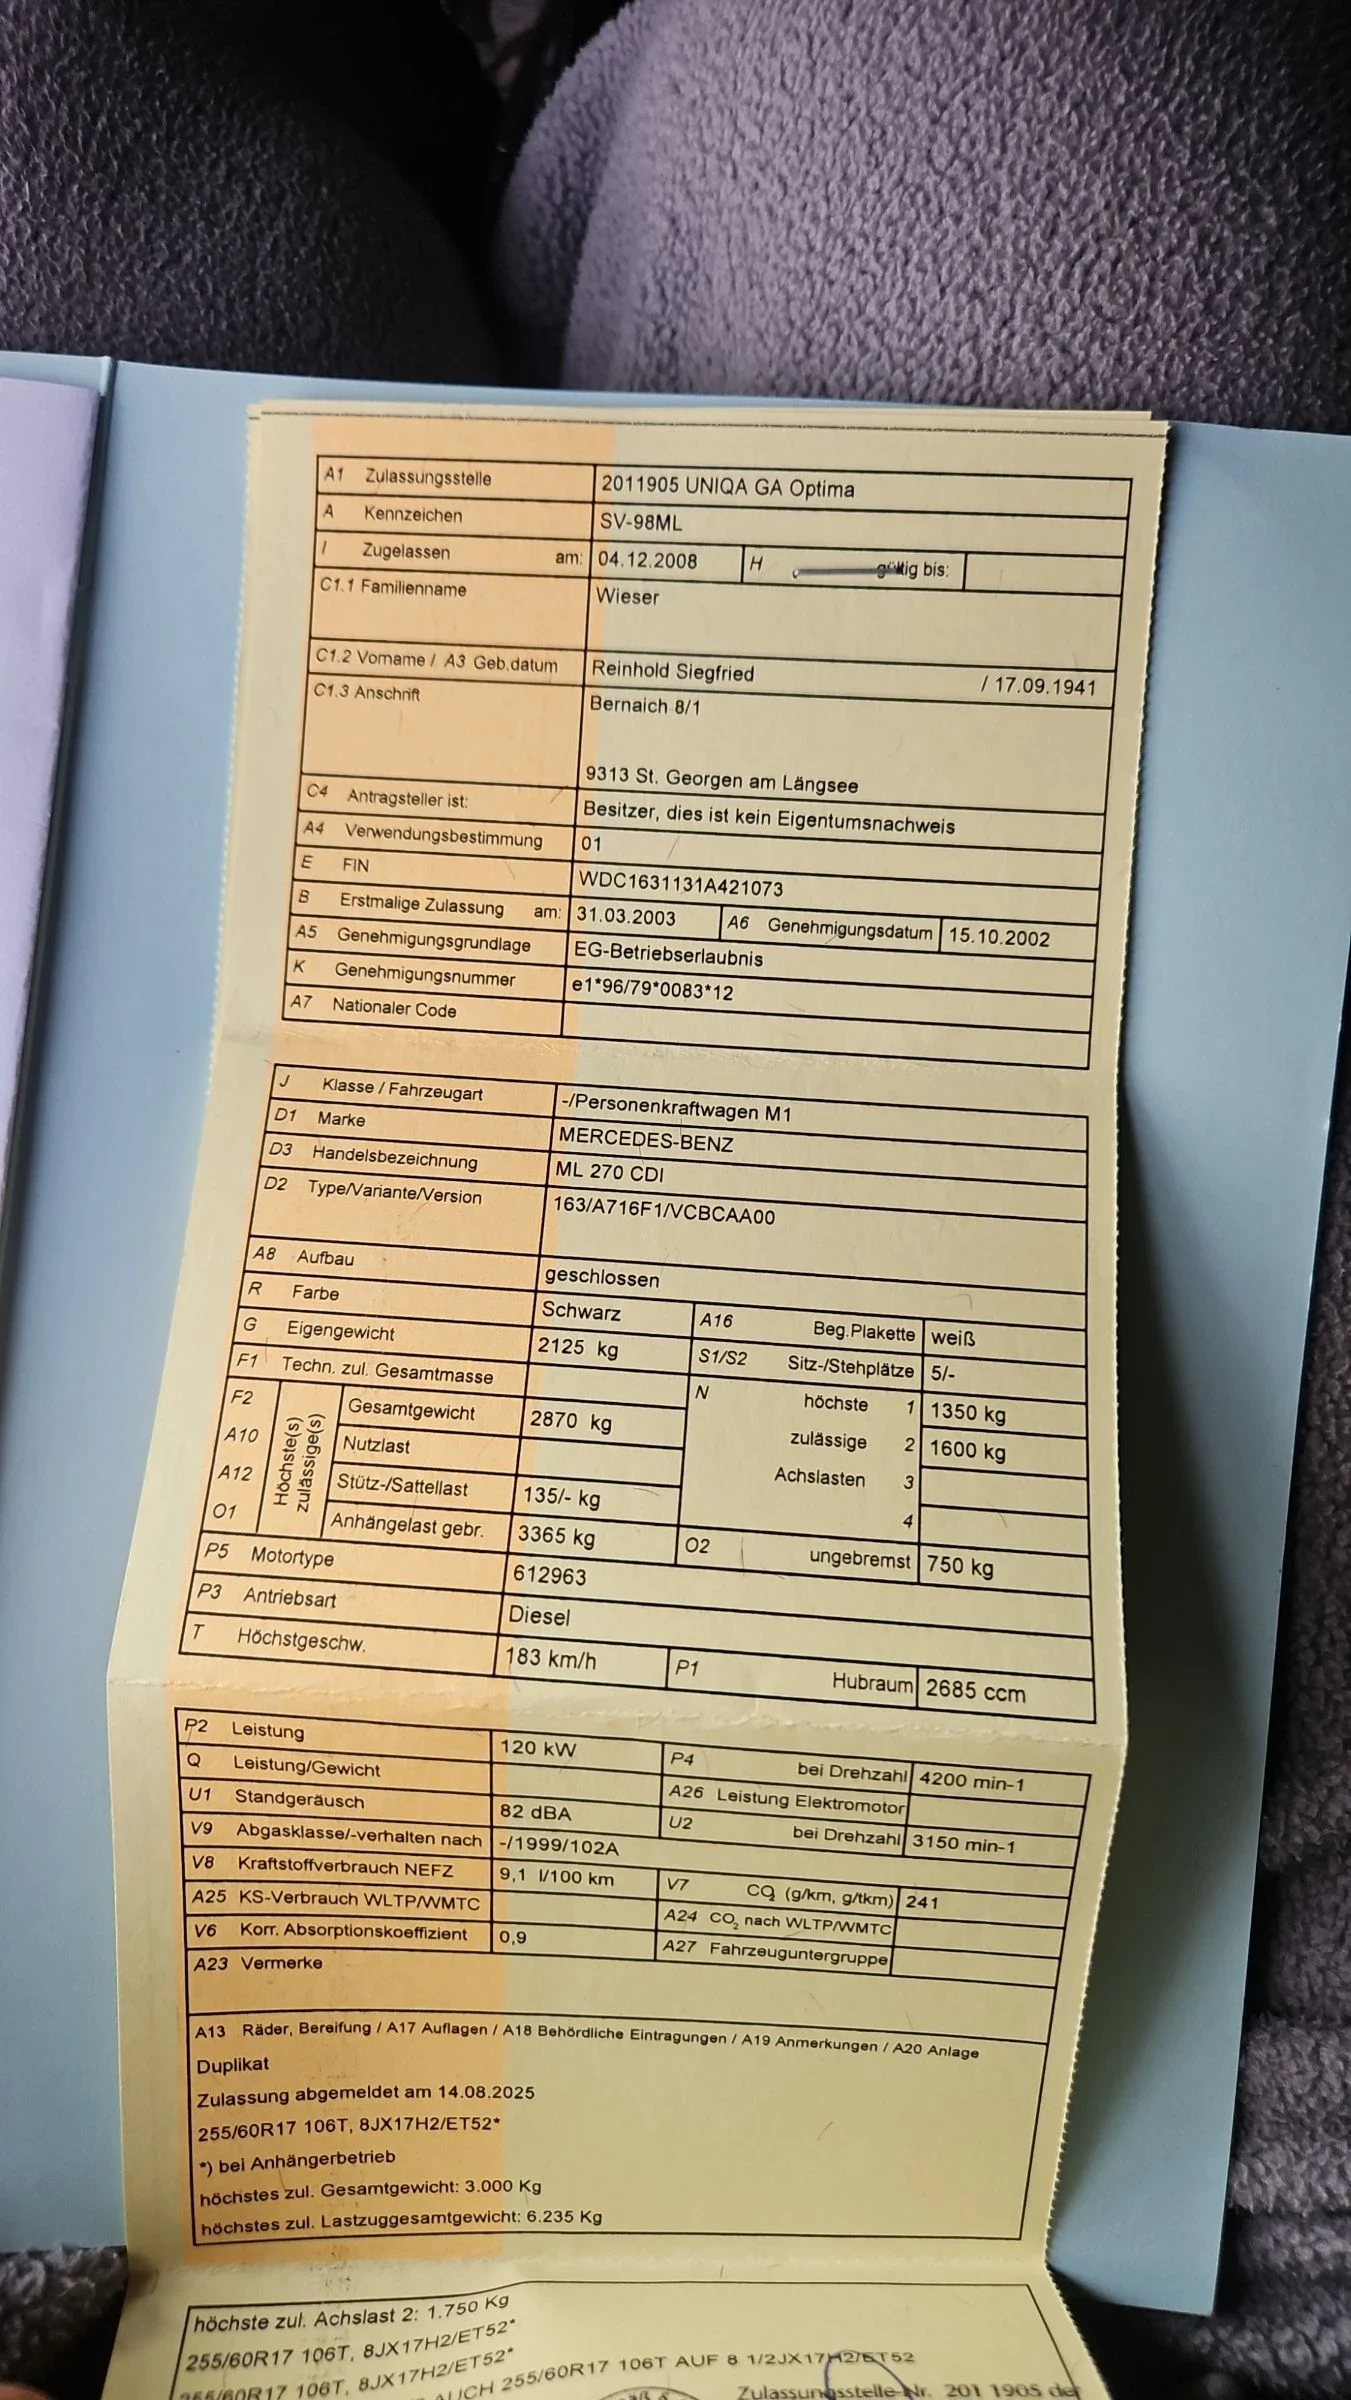 A1 Zulassungsstelle 2011905 UNIQA GA Optima
A Kennzeichen SV-98ML
I Zugelassen am: 04.12.2008 H gültig bis:
C1.1 Familienname Wieser
C1.2 Vorname / A3 Geb.datum Reinhold Siegfried / 17.09.1941
C1.3 Anschrift Bernaich 8/1
9313 St. Georgen am Längsee
C4 Antragsteller ist: Besitzer, dies ist kein Eigentumsnachweis
A4 Verwendungsbestimmung 01
E FIN WDC1631131A421073
B Erstmalige Zulassung am: 31.03.2003 A6 Genehmigungsdatum 15.10.2002
A5 Genehmigungsgrundlage EG-Betriebserlaubnis
K Genehmigungsnummer e1*96/79*0083*12
A7 Nationaler Code
J Klasse / Fahrzeugart -/Personenkraftwagen M1
D1 Marke MERCEDES-BENZ
D3 Handelsbezeichnung ML 270 CDI
D2 Type/Variante/Version 163/A716F1/VCBCAA00
A8 Aufbau geschlossen
R Farbe Schwarz A16 Beg.Plakette weiß
G Eigengewicht 2125 kg S1/S2 Sitz-/Stehplätze 5/-
F1 Techn. zul. Gesamtmasse N höchste 1 1350 kg
F2 Höchste(s) zulässige(s) Gesamtgewicht 2870 kg zulässige 2 1600 kg
A10 Nutzlast Achslasten 3
A12 Stütz-/Sattellast 135/- kg 4
O1 Anhängelast gebr. 3365 kg O2 ungebremst 750 kg
P5 Motortype 612963
P3 Antriebsart Diesel
T Höchstgeschw. 183 km/h P1 Hubraum 2685 ccm
P2 Leistung 120 kW P4 bei Drehzahl 4200 min-1
Q Leistung/Gewicht A26 Leistung Elektromotor
U1 Standgeräusch 82 dBA U2 bei Drehzahl 3150 min-1
V9 Abgasklasse/-verhalten nach -/1999/102A
V8 Kraftstoffverbrauch NEFZ 9,1 l/100 km V7 CO2 (g/km, g/tkm) 241
A25 KS-Verbrauch WLTP/WMTC A24 CO2 nach WLTP/WMTC
V6 Korr. Absorptionskoeffizient 0,9 A27 Fahrzeuguntergruppe
A23 Vermerke
A13 Räder, Bereifung / A17 Auflagen / A18 Behördliche Eintragungen / A19 Anmerkungen / A20 Anlage
Duplikat
Zulassung abgemeldet am 14.08.2025
255/60R17 106T, 8JX17H2/ET52*
*) bei Anhängerbetrieb
höchstes zul. Gesamtgewicht: 3.000 Kg
höchstes zul. Lastzuggesamtgewicht: 6.235 Kg
höchste zul. Achslast 2: 1.750 Kg
255/60R17 106T, 8JX17H2/ET52*
255/60R17 106T, 8JX17H2/ET52*
AUCH 255/60R17 106T AUF 8 1/2JX17H2/ET52
Zulassungsstelle-Nr. 201 1905 der